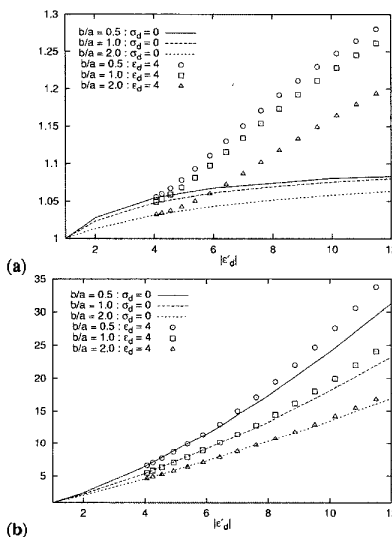 1.3
1.25
1.2
1.15
1.1
1.05
1
b/a = 0.5 : σd = 0
b/a = 1.0 : σd = 0
b/a = 2.0 : σd = 0
b/a = 0.5 : εd = 4
b/a = 1.0 : εd = 4
b/a = 2.0 : εd = 4
2 4 6 8 10
|ε'd|
(a)
35
30
25
20
15
10
5
b/a = 0.5 : σd = 0
b/a = 1.0 : σd = 0
b/a = 2.0 : σd = 0
b/a = 0.5 : εd = 4
b/a = 1.0 : εd = 4
b/a = 2.0 : εd = 4
2 4 6 8 10
|ε'd|
(b)